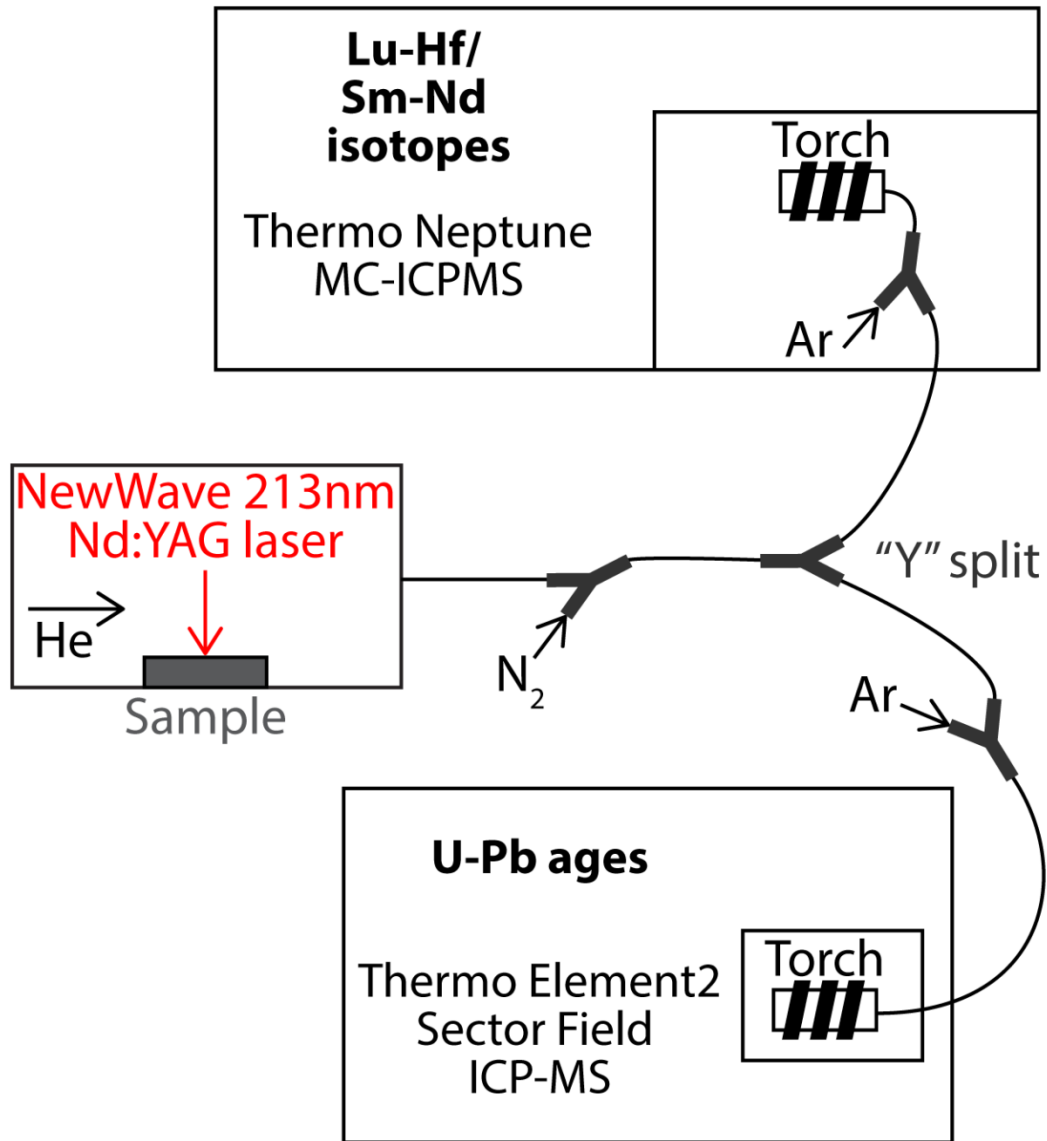 Lu-Hf/
Sm-Nd
isotopes
Thermo Neptune
MC-ICPMS
Torch
Ar
NewWave 213nm
Nd:YAG laser
He
Sample
N₂
"Y" split
Ar
U-Pb ages
Thermo Element2
Sector Field
ICP-MS
Torch